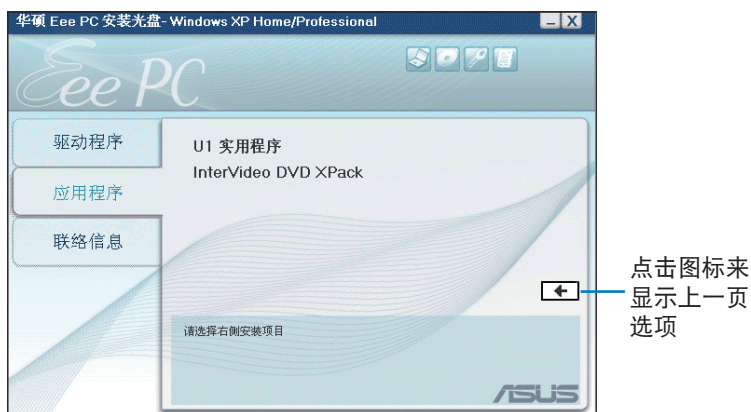 华硕 Eee PC 安装光盘- Windows XP Home/Professional
Eee PC
驱动程序
应用程序
联络信息
U1 实用程序
InterVideo DVD XPack
请选择右侧安装项目
ASUS
点击图标来
显示上一页
选项